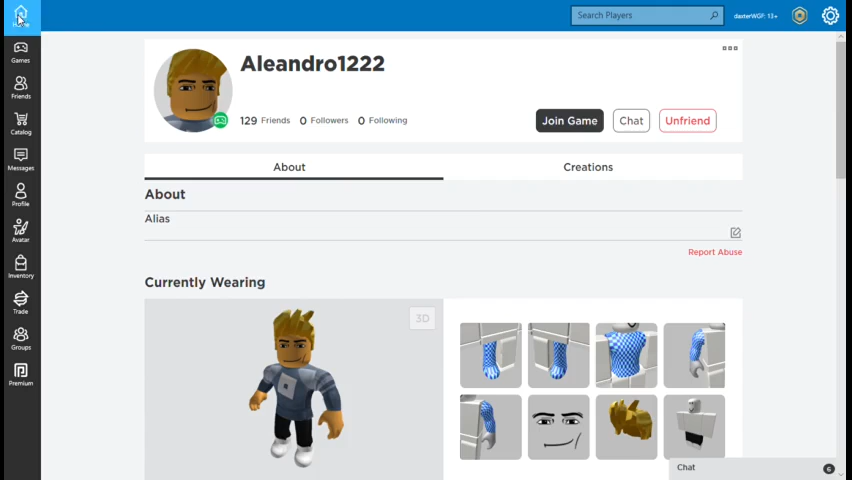 Home
Search Players
daxterWGP: 13+
Games
Friends
Catalog
Messages
Profile
Avatar
Inventory
Trade
Groups
Premium
Aleandro1222
129 Friends 0 Followers 0 Following
Join Game
Chat
Unfriend
About
Creations
About
Alias
Report Abuse
Currently Wearing
3D
Chat
6